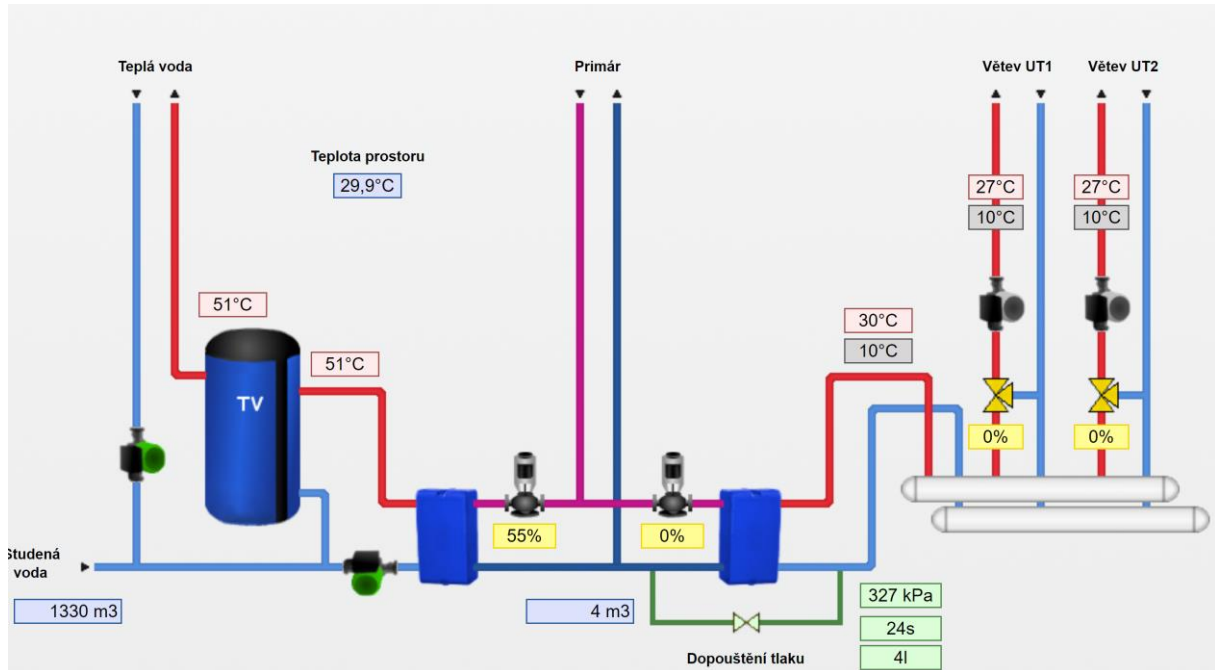 Teplá voda
Primár
Větev UT1
Větev UT2
Teplota prostoru
29,9°C
27°C
27°C
10°C
10°C
51°C
30°C
51°C
10°C
TV
0%
0%
55%
0%
Studená
voda
1330 m3
4 m3
327 kPa
24s
Dopouštění tlaku
4l